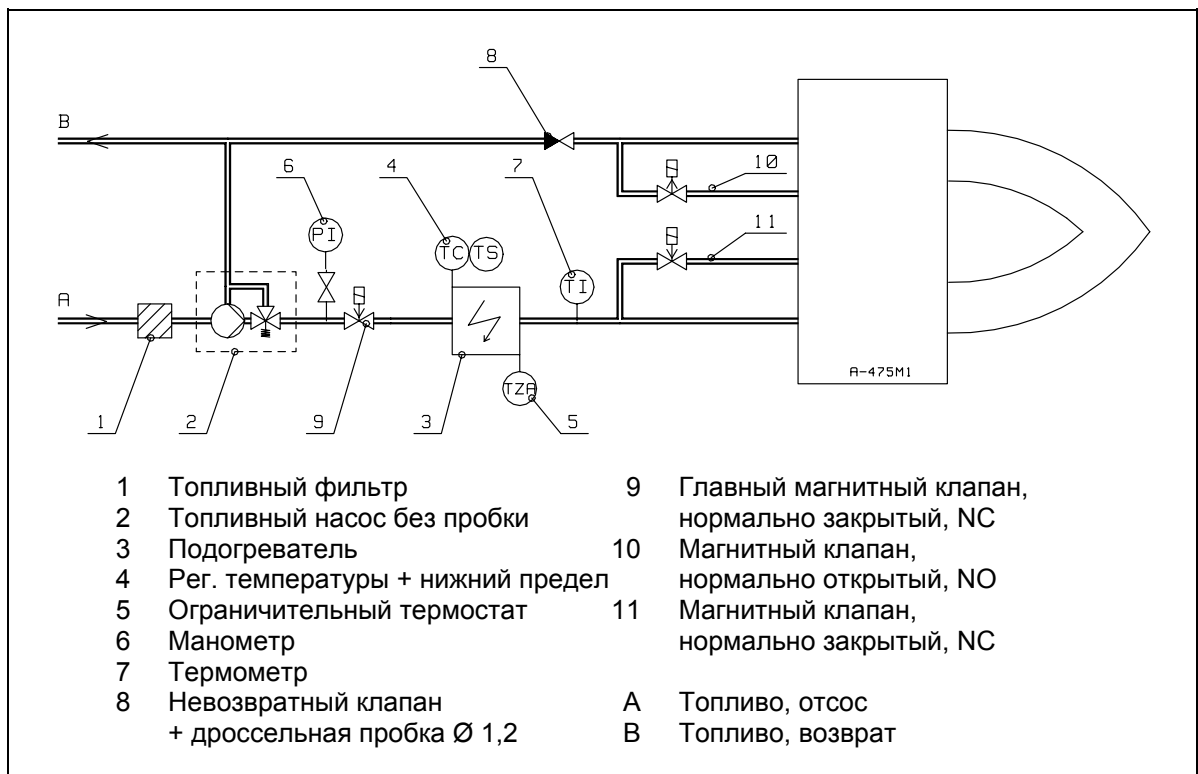 8
B
6
4
7
10
11
PI
TC
TS
TI
A
TZA
A-475M1
1
2
9
3
5
1 Топливный фильтр
2 Топливный насос без пробки
3 Подогреватель
4 Рег. температуры + нижний предел
5 Ограничительный термостат
6 Манометр
7 Термометр
8 Невозвратный клапан
+ дроссельная пробка Ø 1,2
9 Главный магнитный клапан,
нормально закрытый, NC
10 Магнитный клапан,
нормально открытый, NO
11 Магнитный клапан,
нормально закрытый, NC
A Топливо, отсос
B Топливо, возврат